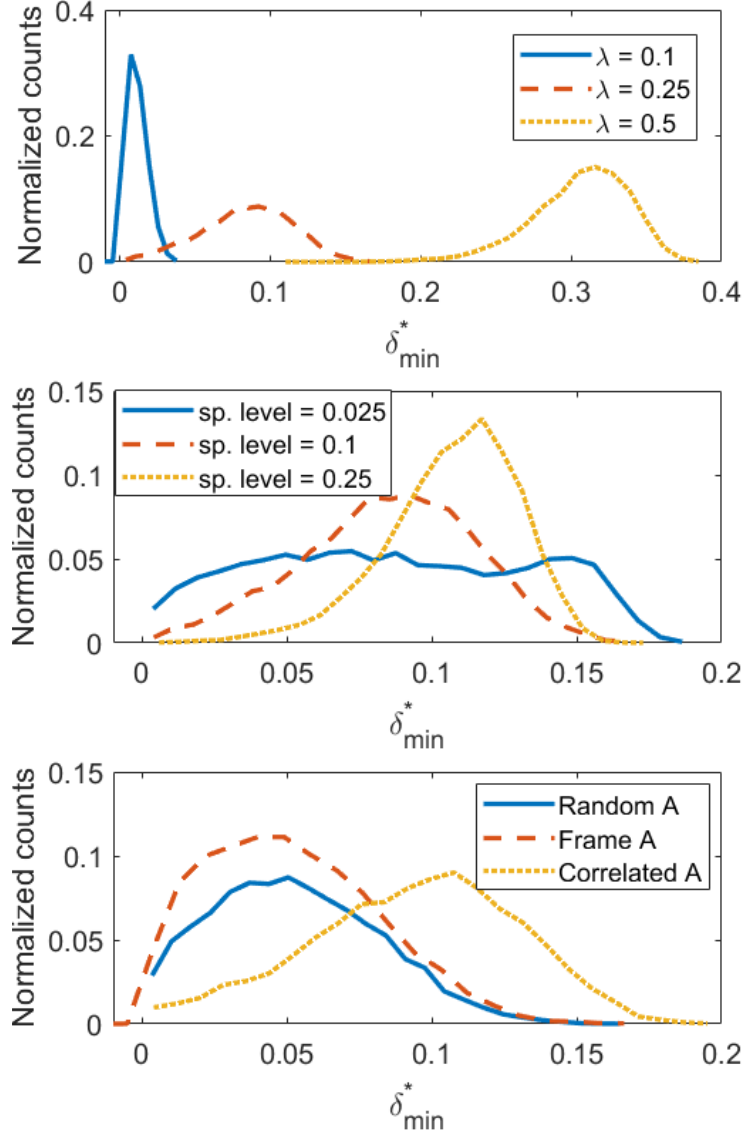 Normalized counts
0.4
0.2
0
λ = 0.1
λ = 0.25
λ = 0.5
0 0.1 0.2 0.3 0.4
δ*min
Normalized counts
0.15
0.1
0.05
0
sp. level = 0.025
sp. level = 0.1
sp. level = 0.25
0 0.05 0.1 0.15 0.2
δ*min
Normalized counts
0.15
0.1
0.05
0
Random A
Frame A
Correlated A
0 0.05 0.1 0.15 0.2
δ*min